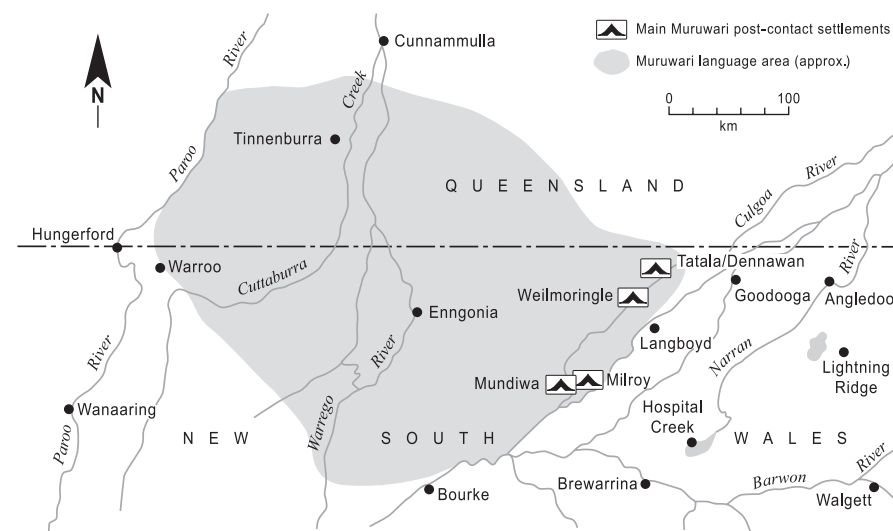 Main Muruwari post-contact settlements
Muruwari language area (approx.)
0 100
km
N
River
Paroo
Creek
Cunnammulla
Tinnenburra
QUEENSLAND
Culgoa
River
Hungerford
Warroo
Cuttaburra
Tatala/Dennawan
Weilmoringle
Goodooga
River
Angledool
Enngonia
Langboyd
Narran
River
River
Lightning
Ridge
Mundiwa
Milroy
Wanaaring
Hospital
Creek
Paroo
NEW SOUTH WALES
Warrego
Bourke
Brewarrina
Barwon
River
Walgett